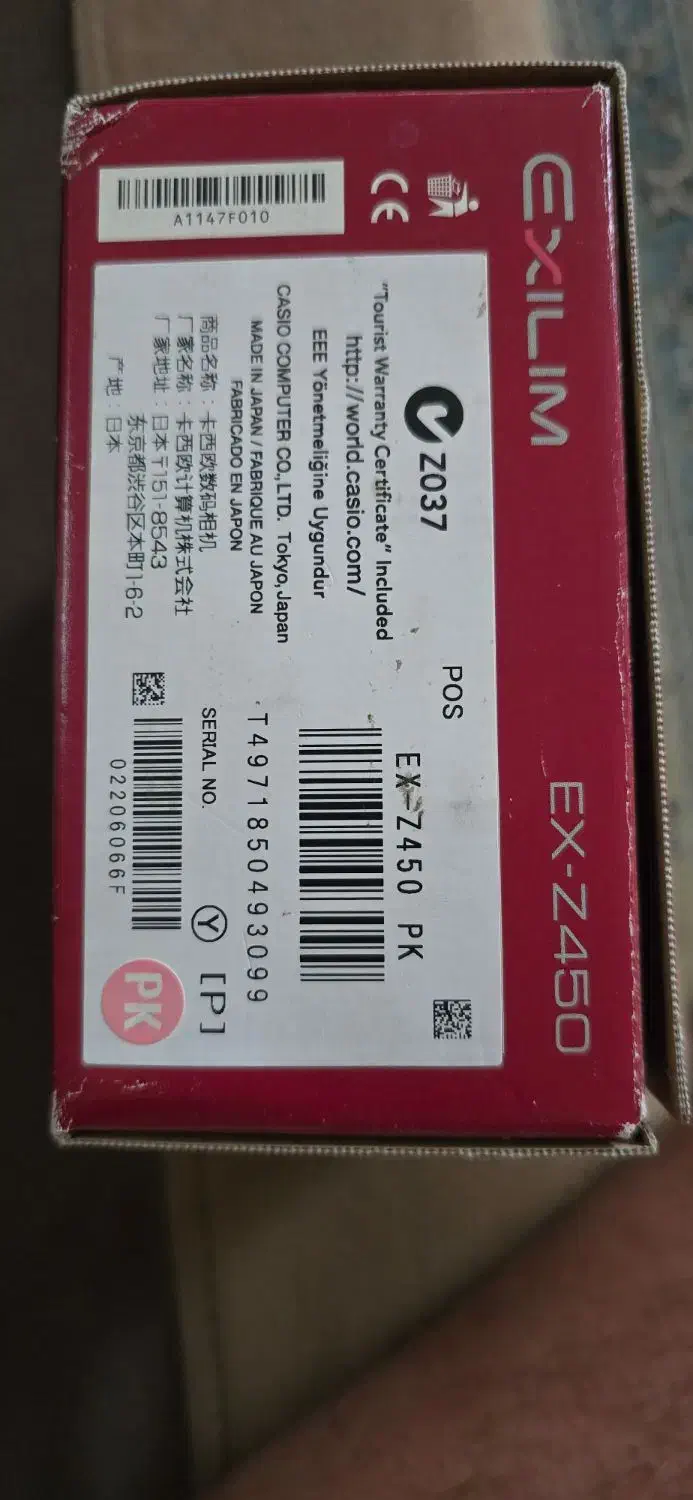 EXILIM
EX-Z450
CE
A1147F010
Z037
POS
"Tourist Warranty Certificate" Included
http://world.casio.com/
EEE Yönetmeliğine Uygundur
CASIO COMPUTER CO.,LTD. Tokyo,Japan
MADE IN JAPAN / FABRIQUE AU JAPON
FABRICADO EN JAPON
商品名称：卡西欧数码相机
厂家名称：卡西欧计算机株式会社
厂家地址：日本〒151-8543
东京都渋谷区本町1-6-2
产地：日本
EX-Z450 PK
T4971850493099
SERIAL NO.
Ⓨ [P]
02206066F
PK